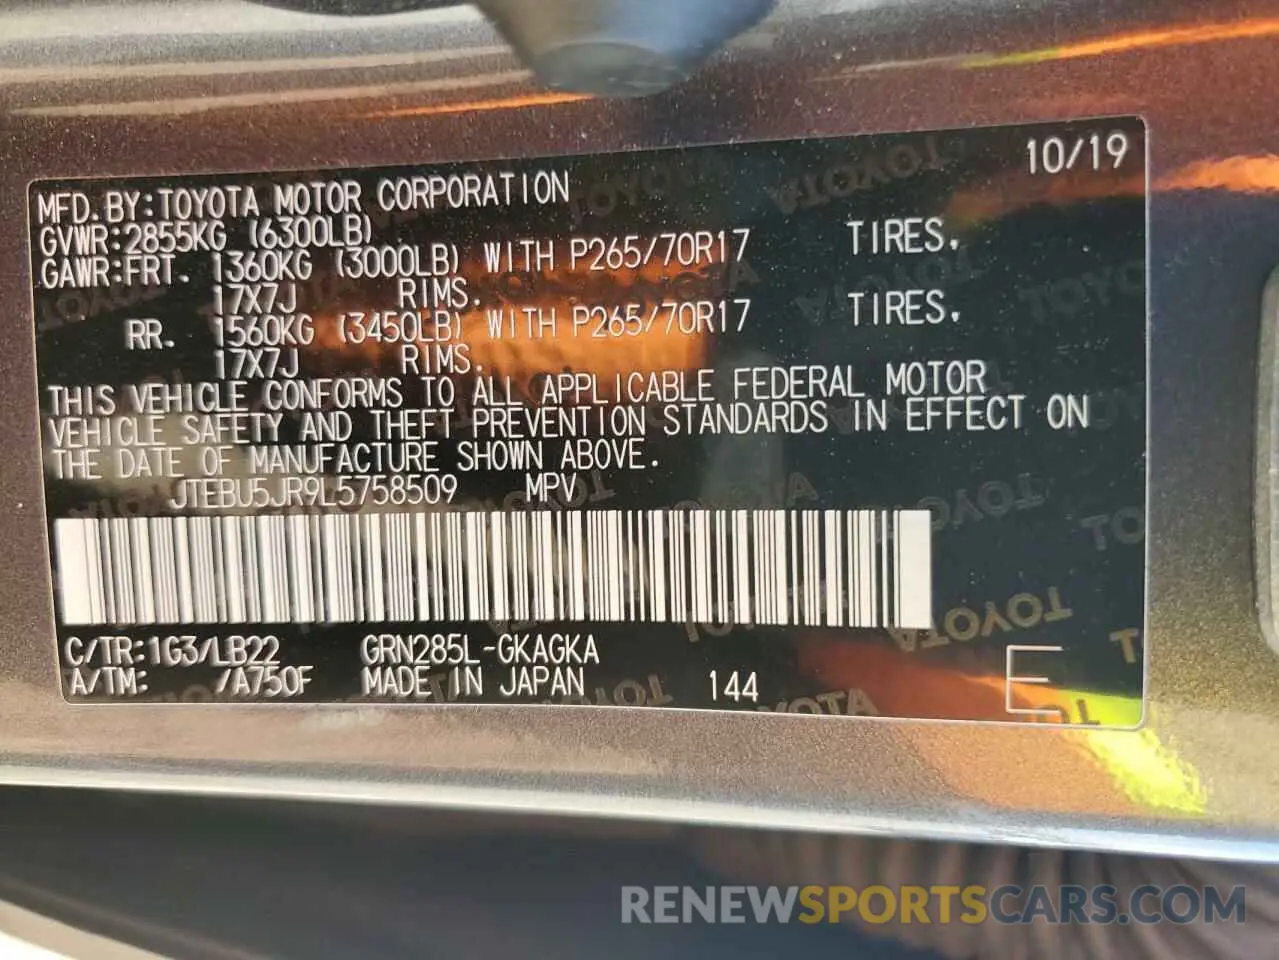 10/19
MFD.BY:TOYOTA MOTOR CORPORATION
GVWR:2855KG (6300LB)
GAWR:FRT. 1360KG (3000LB) WITH P265/70R17 TIRES.
17X7J RIMS.
RR. 1560KG (3450LB) WITH P265/70R17 TIRES.
17X7J RIMS.
THIS VEHICLE CONFORMS TO ALL APPLICABLE FEDERAL MOTOR
VEHICLE SAFETY AND THEFT PREVENTION STANDARDS IN EFFECT ON
THE DATE OF MANUFACTURE SHOWN ABOVE.
JTEBU5JR9L5758509 MPV
C/TR:1G3/LB22 GRN285L-GKAGKA
A/TM: /A750F MADE IN JAPAN 144 E
RENEWSPORTSCARS.COM